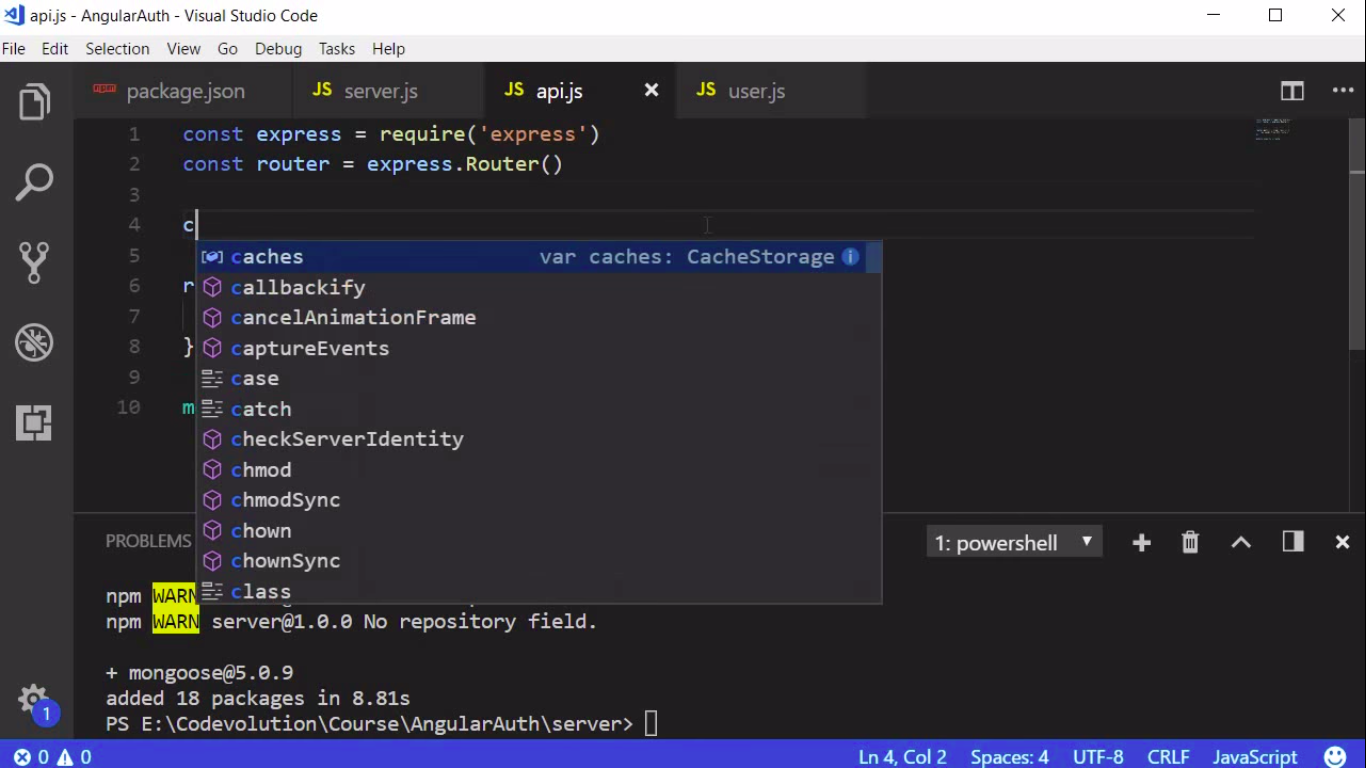 api.js - AngularAuth - Visual Studio Code
File Edit Selection View Go Debug Tasks Help
package.json JS server.js JS api.js JS user.js
1 const express = require('express')
2 const router = express.Router()
3
4 c
5 caches var caches: CacheStorage
6 r callbackify
7 cancelAnimationFrame
8 } captureEvents
9 case
10 m catch
checkServerIdentity
chmod
chmodSync
chown
PROBLEMS 1: powershell
chownSync
class
npm WARN
npm WARN server@1.0.0 No repository field.
+ mongoose@5.0.9
added 18 packages in 8.81s
PS E:\Codevolution\Course\AngularAuth\server>
1
0 0 Ln 4, Col 2 Spaces: 4 UTF-8 CRLF JavaScript